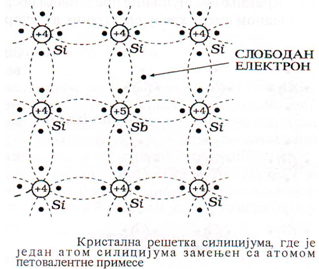 +4 +4 +4
Si Si Si
СЛОБОДАН
ЕЛЕКТРОН
+4 +5 +4
Si Sb Si
+4 +4 +4
Si Si Si
Кристална решетка силицијума, где је
један атом силицијума замењен са атомом
петовалентне примесе